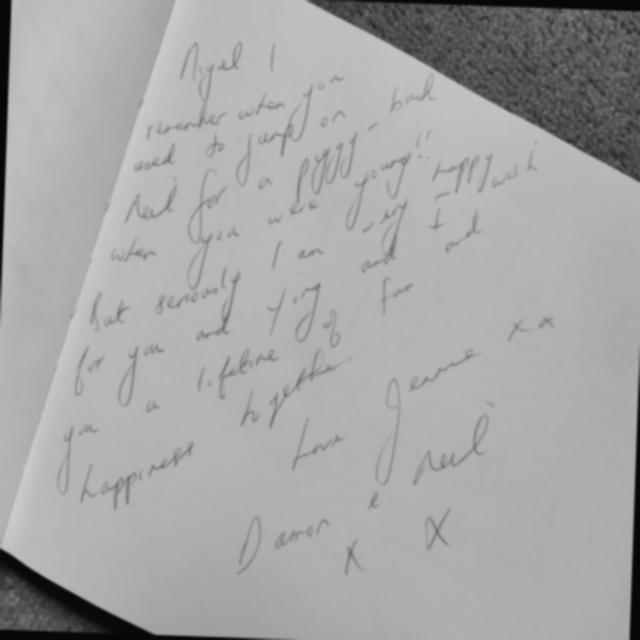 Nigel I
remember when you
used to jump on
Neil for a piggy-back
when you were young!!
But seriously I am very happy
for you and and wish
you a lifetime of fun and
happiness together
Love Jeanne xx
Damon & Neil
x X